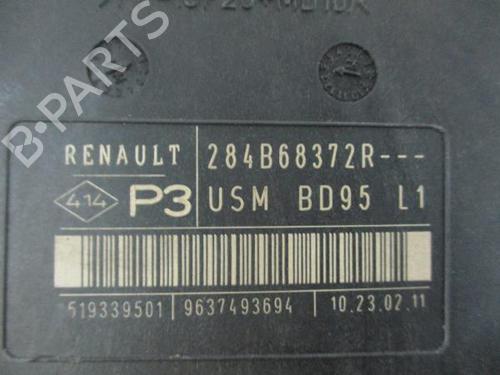 B-PARTS
RENAULT 284B68372R---
414 P3 USM BD95 L1
519339501 9637493694 10.23.02.11